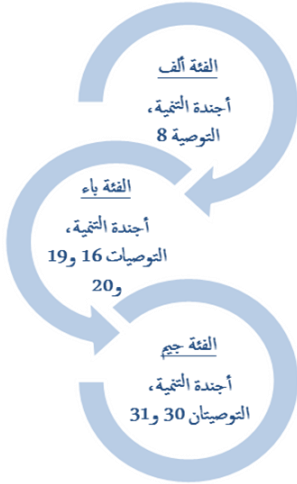 الفئة ألف
أجندة التنمية،
التوصية 8
الفئة باء
أجندة التنمية،
التوصيات 16 و19
و20
الفئة جيم
أجندة التنمية،
التوصيتان 30 و31